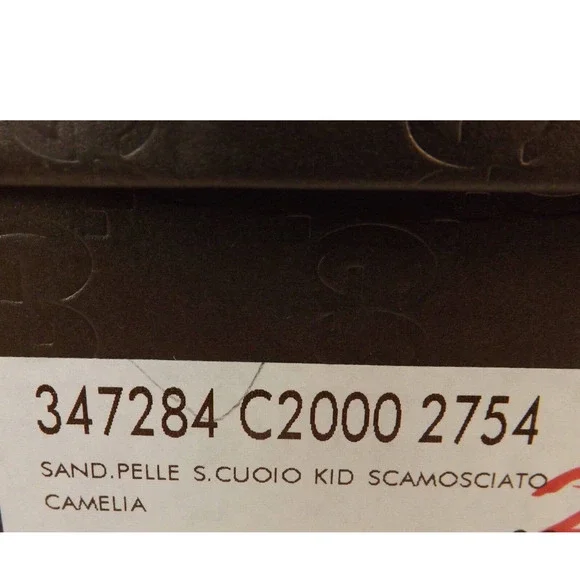 347284 C2000 2754
SAND.PELLE S.CUOIO KID SCAMOSCIATO
CAMELIA